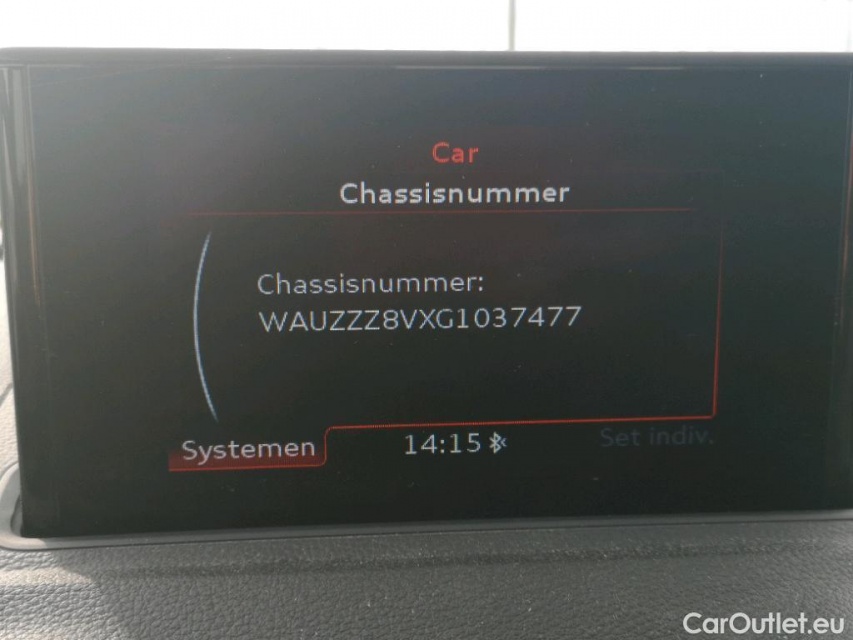 Car
Chassisnummer
Chassisnummer:
WAUZZZ8VXG1037477
Systemen
14:15
Set indiv.
CarOutlet.eu